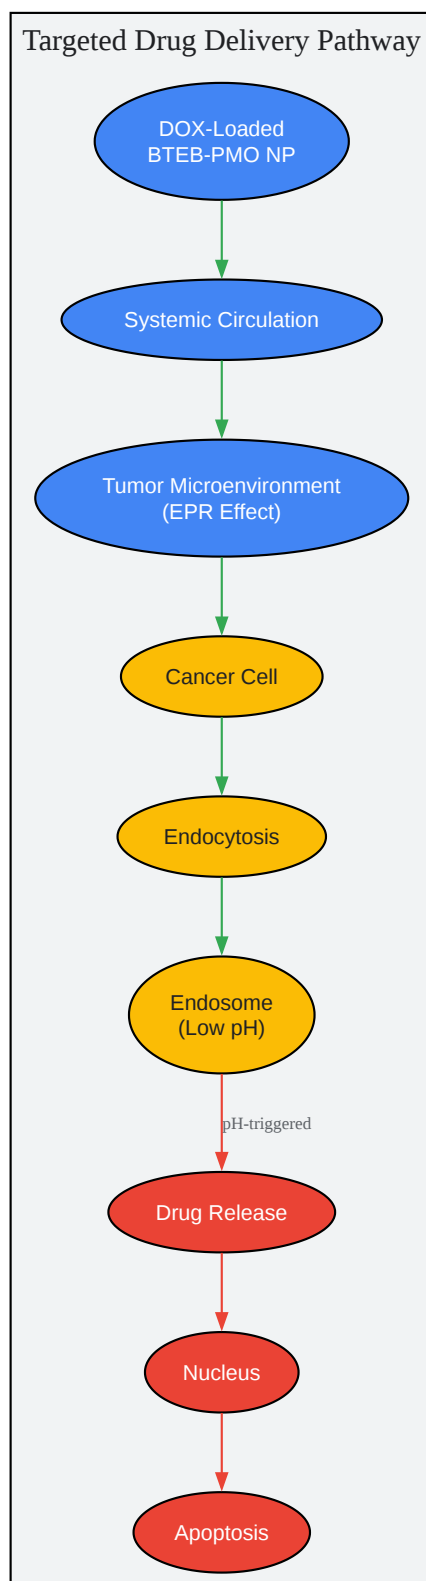 Targeted Drug Delivery Pathway
DOX-Loaded
BTEB-PMO NP
Systemic Circulation
Tumor Microenvironment
(EPR Effect)
Cancer Cell
Endocytosis
Endosome
(Low pH)
pH-triggered
Drug Release
Nucleus
Apoptosis